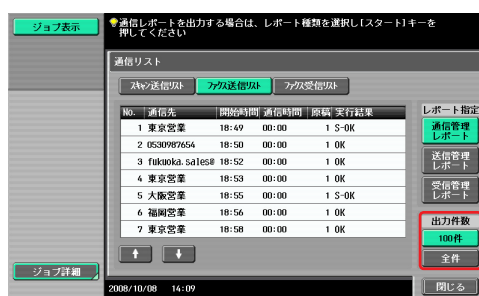 ジョブ表示
通信レポートを出力する場合は、レポート種類を選択し[スタート]キーを
押してください
通信リスト
スキャン送信リスト ファクス送信リスト ファクス受信リスト
No. 通信先 開始時間 通信時間 原稿 実行結果
1 東京営業 18:49 00:00 1 S-OK
2 0530987654 18:50 00:00 1 OK
3 fukuoka.sales@ 18:52 00:00 1 OK
4 東京営業 18:53 00:00 1 OK
5 大阪営業 18:55 00:00 1 S-OK
6 福岡営業 18:56 00:00 1 OK
7 東京営業 18:58 00:00 1 OK
レポート指定
通信管理
レポート
送信管理
レポート
受信管理
レポート
出力件数
100件
全件
ジョブ詳細
2008/10/08 14:09
閉じる